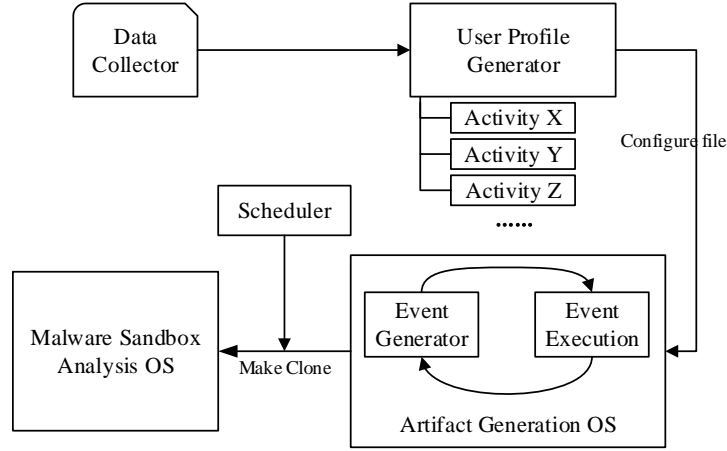 Data
Collector
User Profile
Generator
Activity X
Activity Y
Activity Z
......
Configure file
Scheduler
Malware Sandbox
Analysis OS
Make Clone
Event
Generator
Event
Execution
Artifact Generation OS